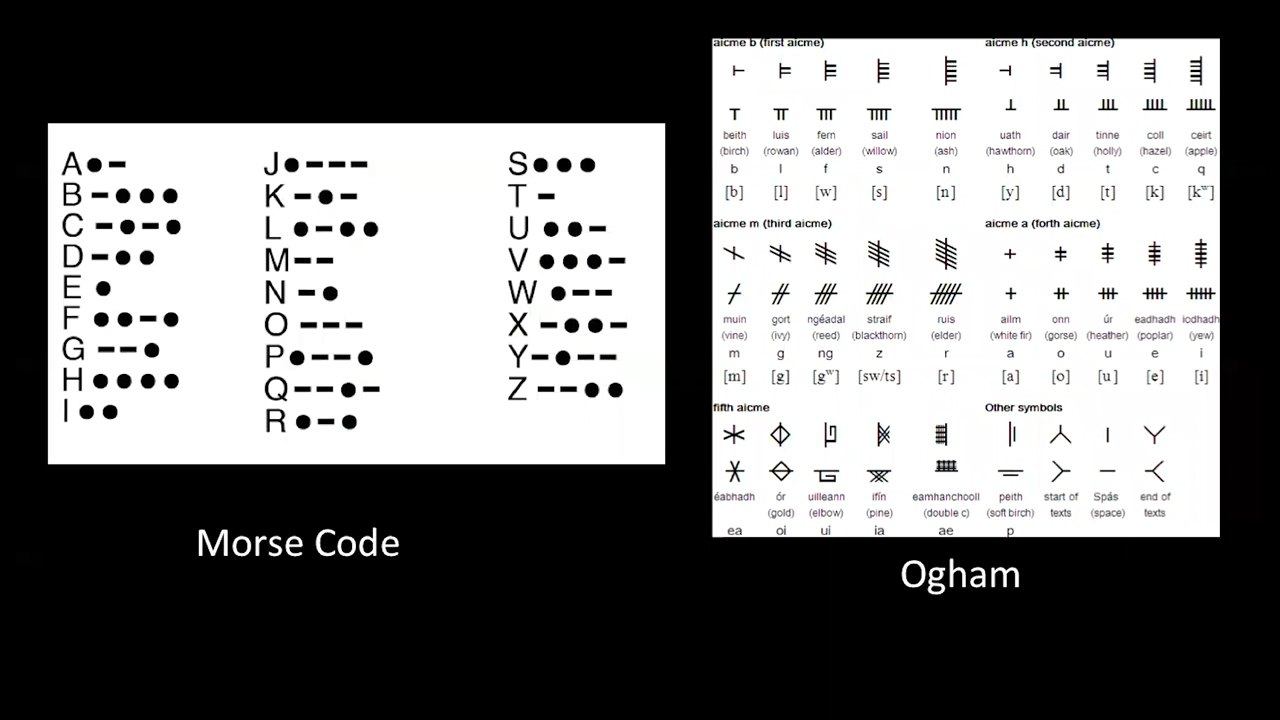 A ●-
B -●●●
C -●-●
D -●●
E ●
F ●●-●
G --●
H ●●●●
I ●●
J ●---
K -●-
L ●-●●
M --
N -●
O ---
P ●--●
Q --●-
R ●-●
S ●●●
T -
U ●●-
V ●●●-
W ●--
X -●●-
Y -●--
Z --●●
Morse Code
aicme b (first aicme)
beith luis fern sail nion
(birch) (rowan) (alder) (willow) (ash)
b l f s n
[b] [l] [w] [s] [n]
aicme h (second aicme)
uath dair tinne coll ceirt
(hawthorn) (oak) (holly) (hazel) (apple)
h d t c q
[y] [d] [t] [k] [kʷ]
aicme m (third aicme)
muin gort ngéadal straif ruis
(vine) (ivy) (reed) (blackthorn) (elder)
m g ng z r
[m] [g] [gʷ] [sw/ts] [r]
aicme a (forth aicme)
ailm onn úr eadhadh iodhadh
(white fir) (gorse) (heather) (poplar) (yew)
a o u e i
[a] [o] [u] [e] [i]
fifth aicme
éabhadh ór uilleann ifín eamhanchooll
(gold) (elbow) (pine) (double c)
ea oi ui ia ae
Other symbols
peith start of Spás end of
(soft birch) texts (space) texts
p
Ogham